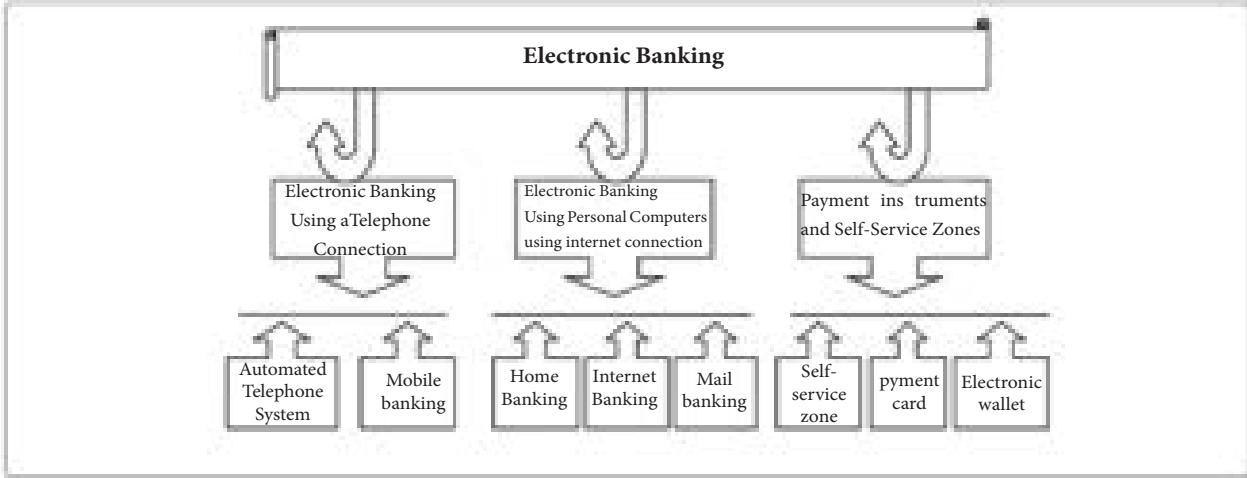 Electronic Banking
Electronic Banking
Using aTelephone
Connection
Electronic Banking
Using Personal Computers
using internet connection
Payment ins truments
and Self-Service Zones
Automated
Telephone
System
Mobile
banking
Home
Banking
Internet
Banking
Mail
banking
Self-
service
zone
pyment
card
Electronic
wallet